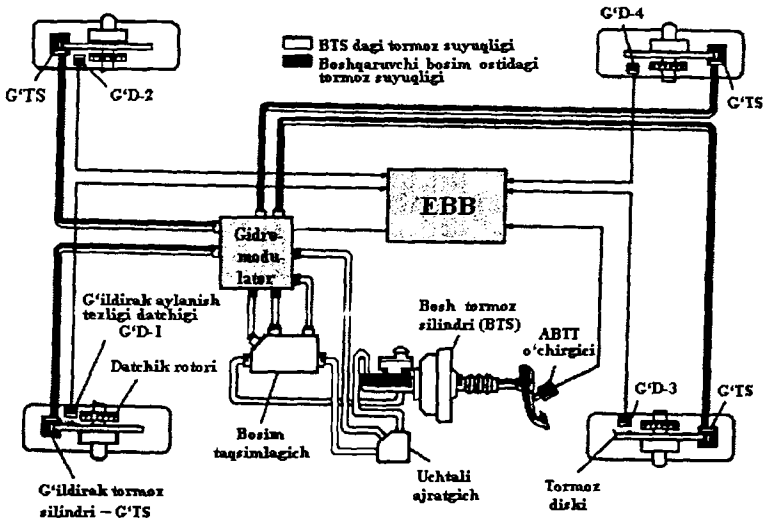 G‘D-4
BTS dagi tormoz suyuqligi
Boshqaruvchi bosim ostidagi
tormoz suyuqligi
G‘TS
G‘D-2
G‘TS
EBB
Gidro-
modu-
lator
G‘ildirak aylanish
tezligi datchigi
G‘D-1
Datchik rotori
Bosh tormoz
silindri (BTS)
ABTT
o‘chirgici
G‘D-3
G‘TS
Bosim
taqsimlagich
Uchtali
ajratgich
Tormoz
diski
G‘ildirak tormoz
silindri – G‘TS